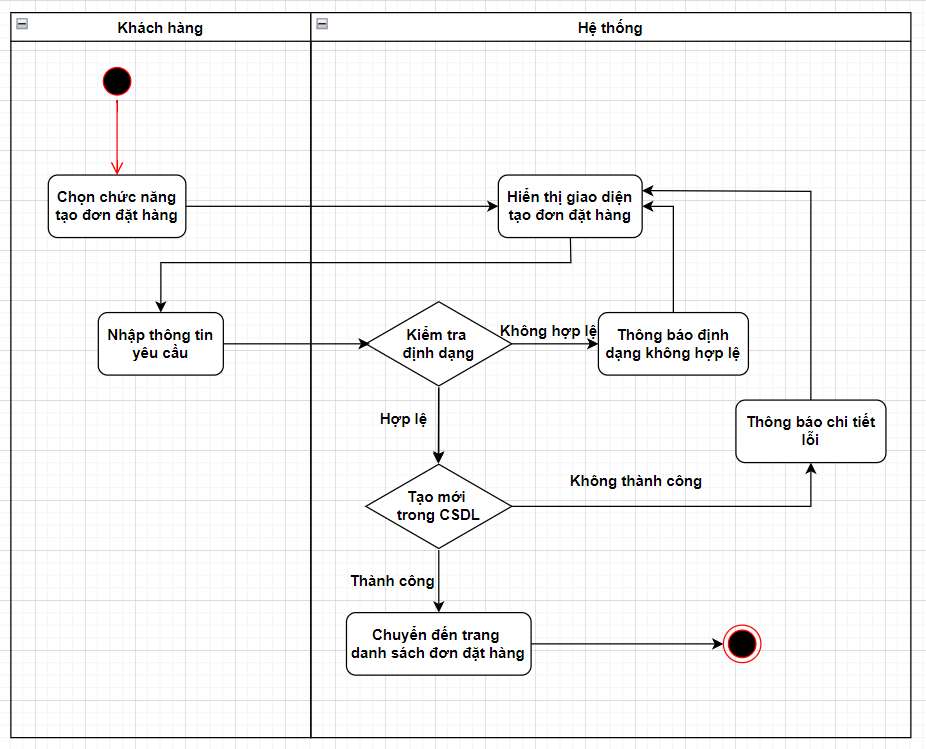 Khách hàng
Hệ thống
Chọn chức năng
tạo đơn đặt hàng
Hiển thị giao diện
tạo đơn đặt hàng
Nhập thông tin
yêu cầu
Kiểm tra
định dạng
Không hợp lệ
Thông báo định
dạng không hợp lệ
Hợp lệ
Thông báo chi tiết
lỗi
Tạo mới
trong CSDL
Không thành công
Thành công
Chuyển đến trang
danh sách đơn đặt hàng